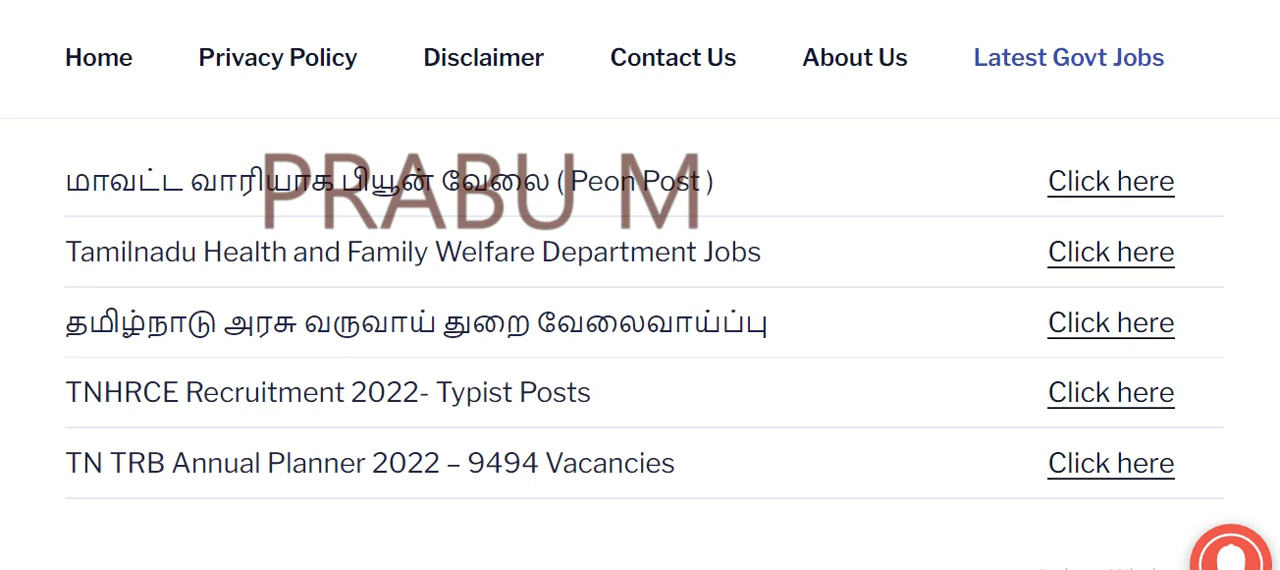 Home Privacy Policy Disclaimer Contact Us About Us Latest Govt Jobs
PRABU M
மாவட்ட வாரியாக பியூன் வேலை ( Peon Post ) Click here
Tamilnadu Health and Family Welfare Department Jobs Click here
தமிழ்நாடு அரசு வருவாய் துறை வேலைவாய்ப்பு Click here
TNHRCE Recruitment 2022- Typist Posts Click here
TN TRB Annual Planner 2022 – 9494 Vacancies Click here